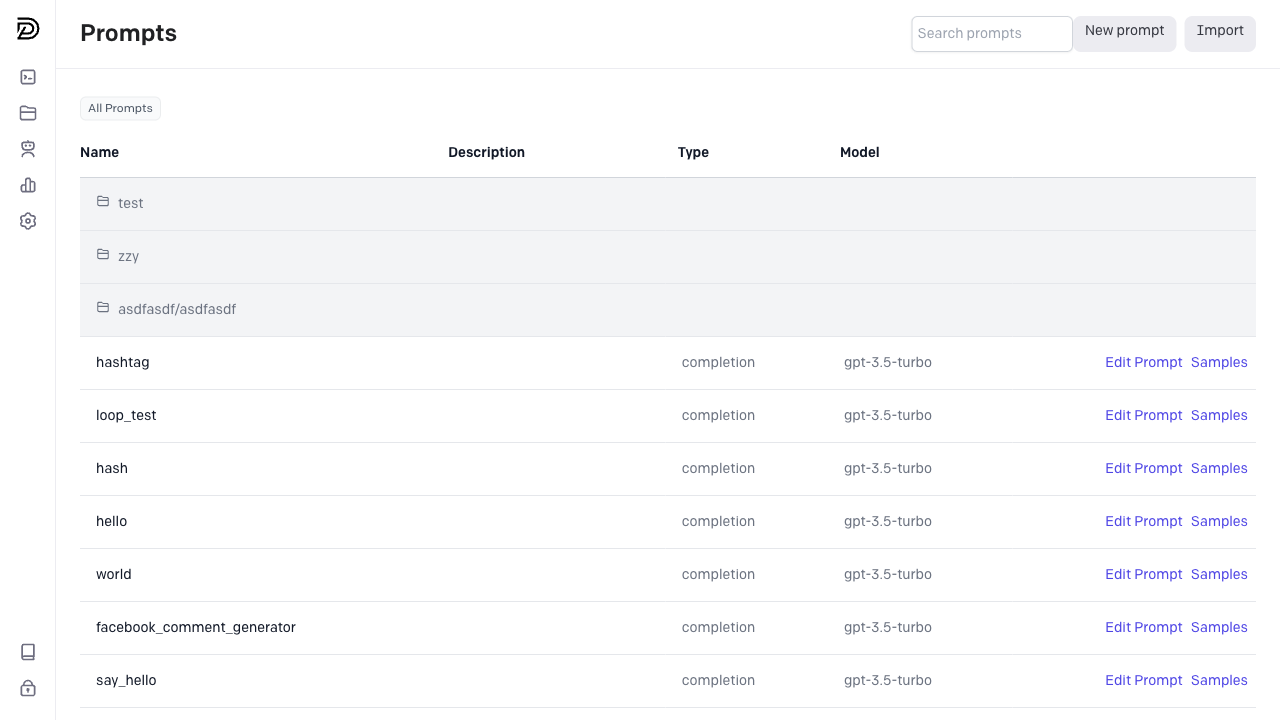 Prompts
Search prompts
New prompt
Import
All Prompts
Name Description Type Model
test
zzy
asdfasdf/asdfasdf
hashtag completion gpt-3.5-turbo Edit Prompt Samples
loop_test completion gpt-3.5-turbo Edit Prompt Samples
hash completion gpt-3.5-turbo Edit Prompt Samples
hello completion gpt-3.5-turbo Edit Prompt Samples
world completion gpt-3.5-turbo Edit Prompt Samples
facebook_comment_generator completion gpt-3.5-turbo Edit Prompt Samples
say_hello completion gpt-3.5-turbo Edit Prompt Samples